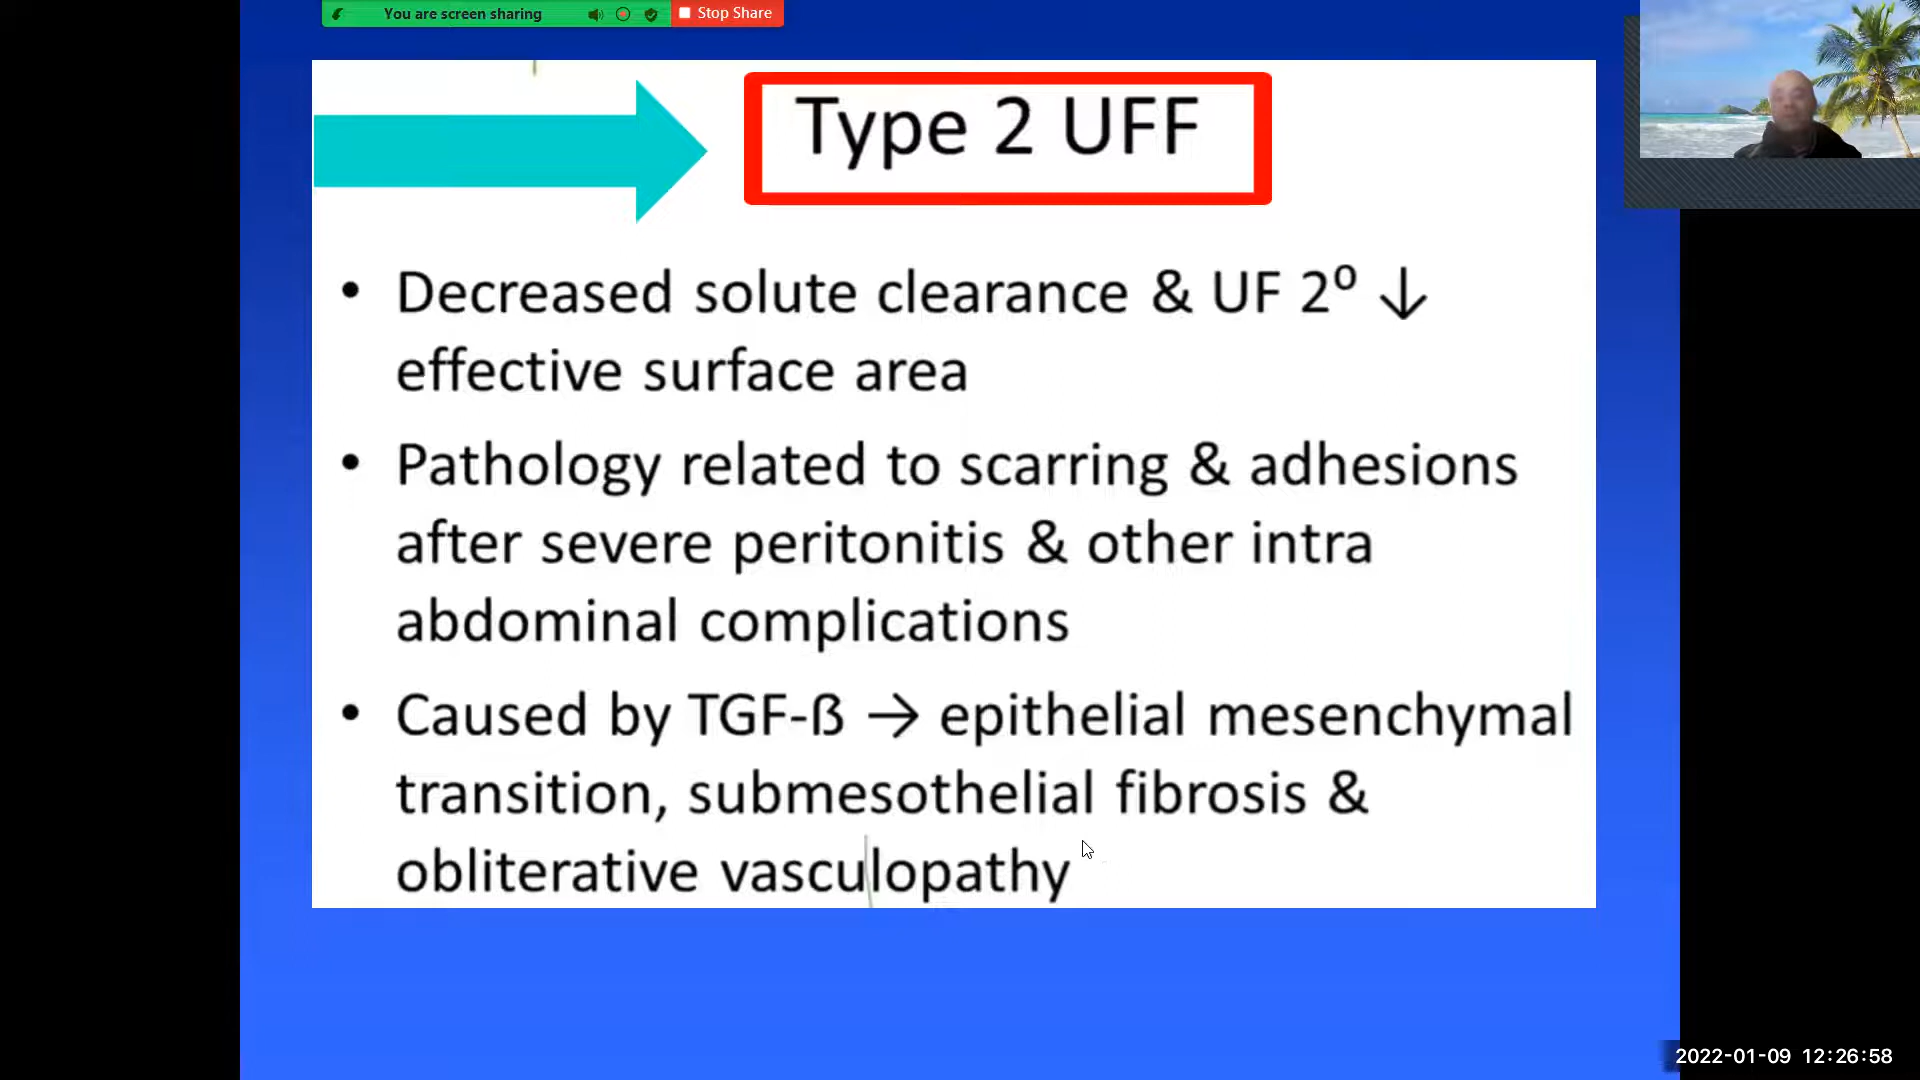 You are screen sharing
Stop Share
Type 2 UFF
• Decreased solute clearance & UF 2º ↓
effective surface area
• Pathology related to scarring & adhesions
after severe peritonitis & other intra
abdominal complications
• Caused by TGF-ß → epithelial mesenchymal
transition, submesothelial fibrosis &
obliterative vasculopathy
2022-01-09 12:26:58